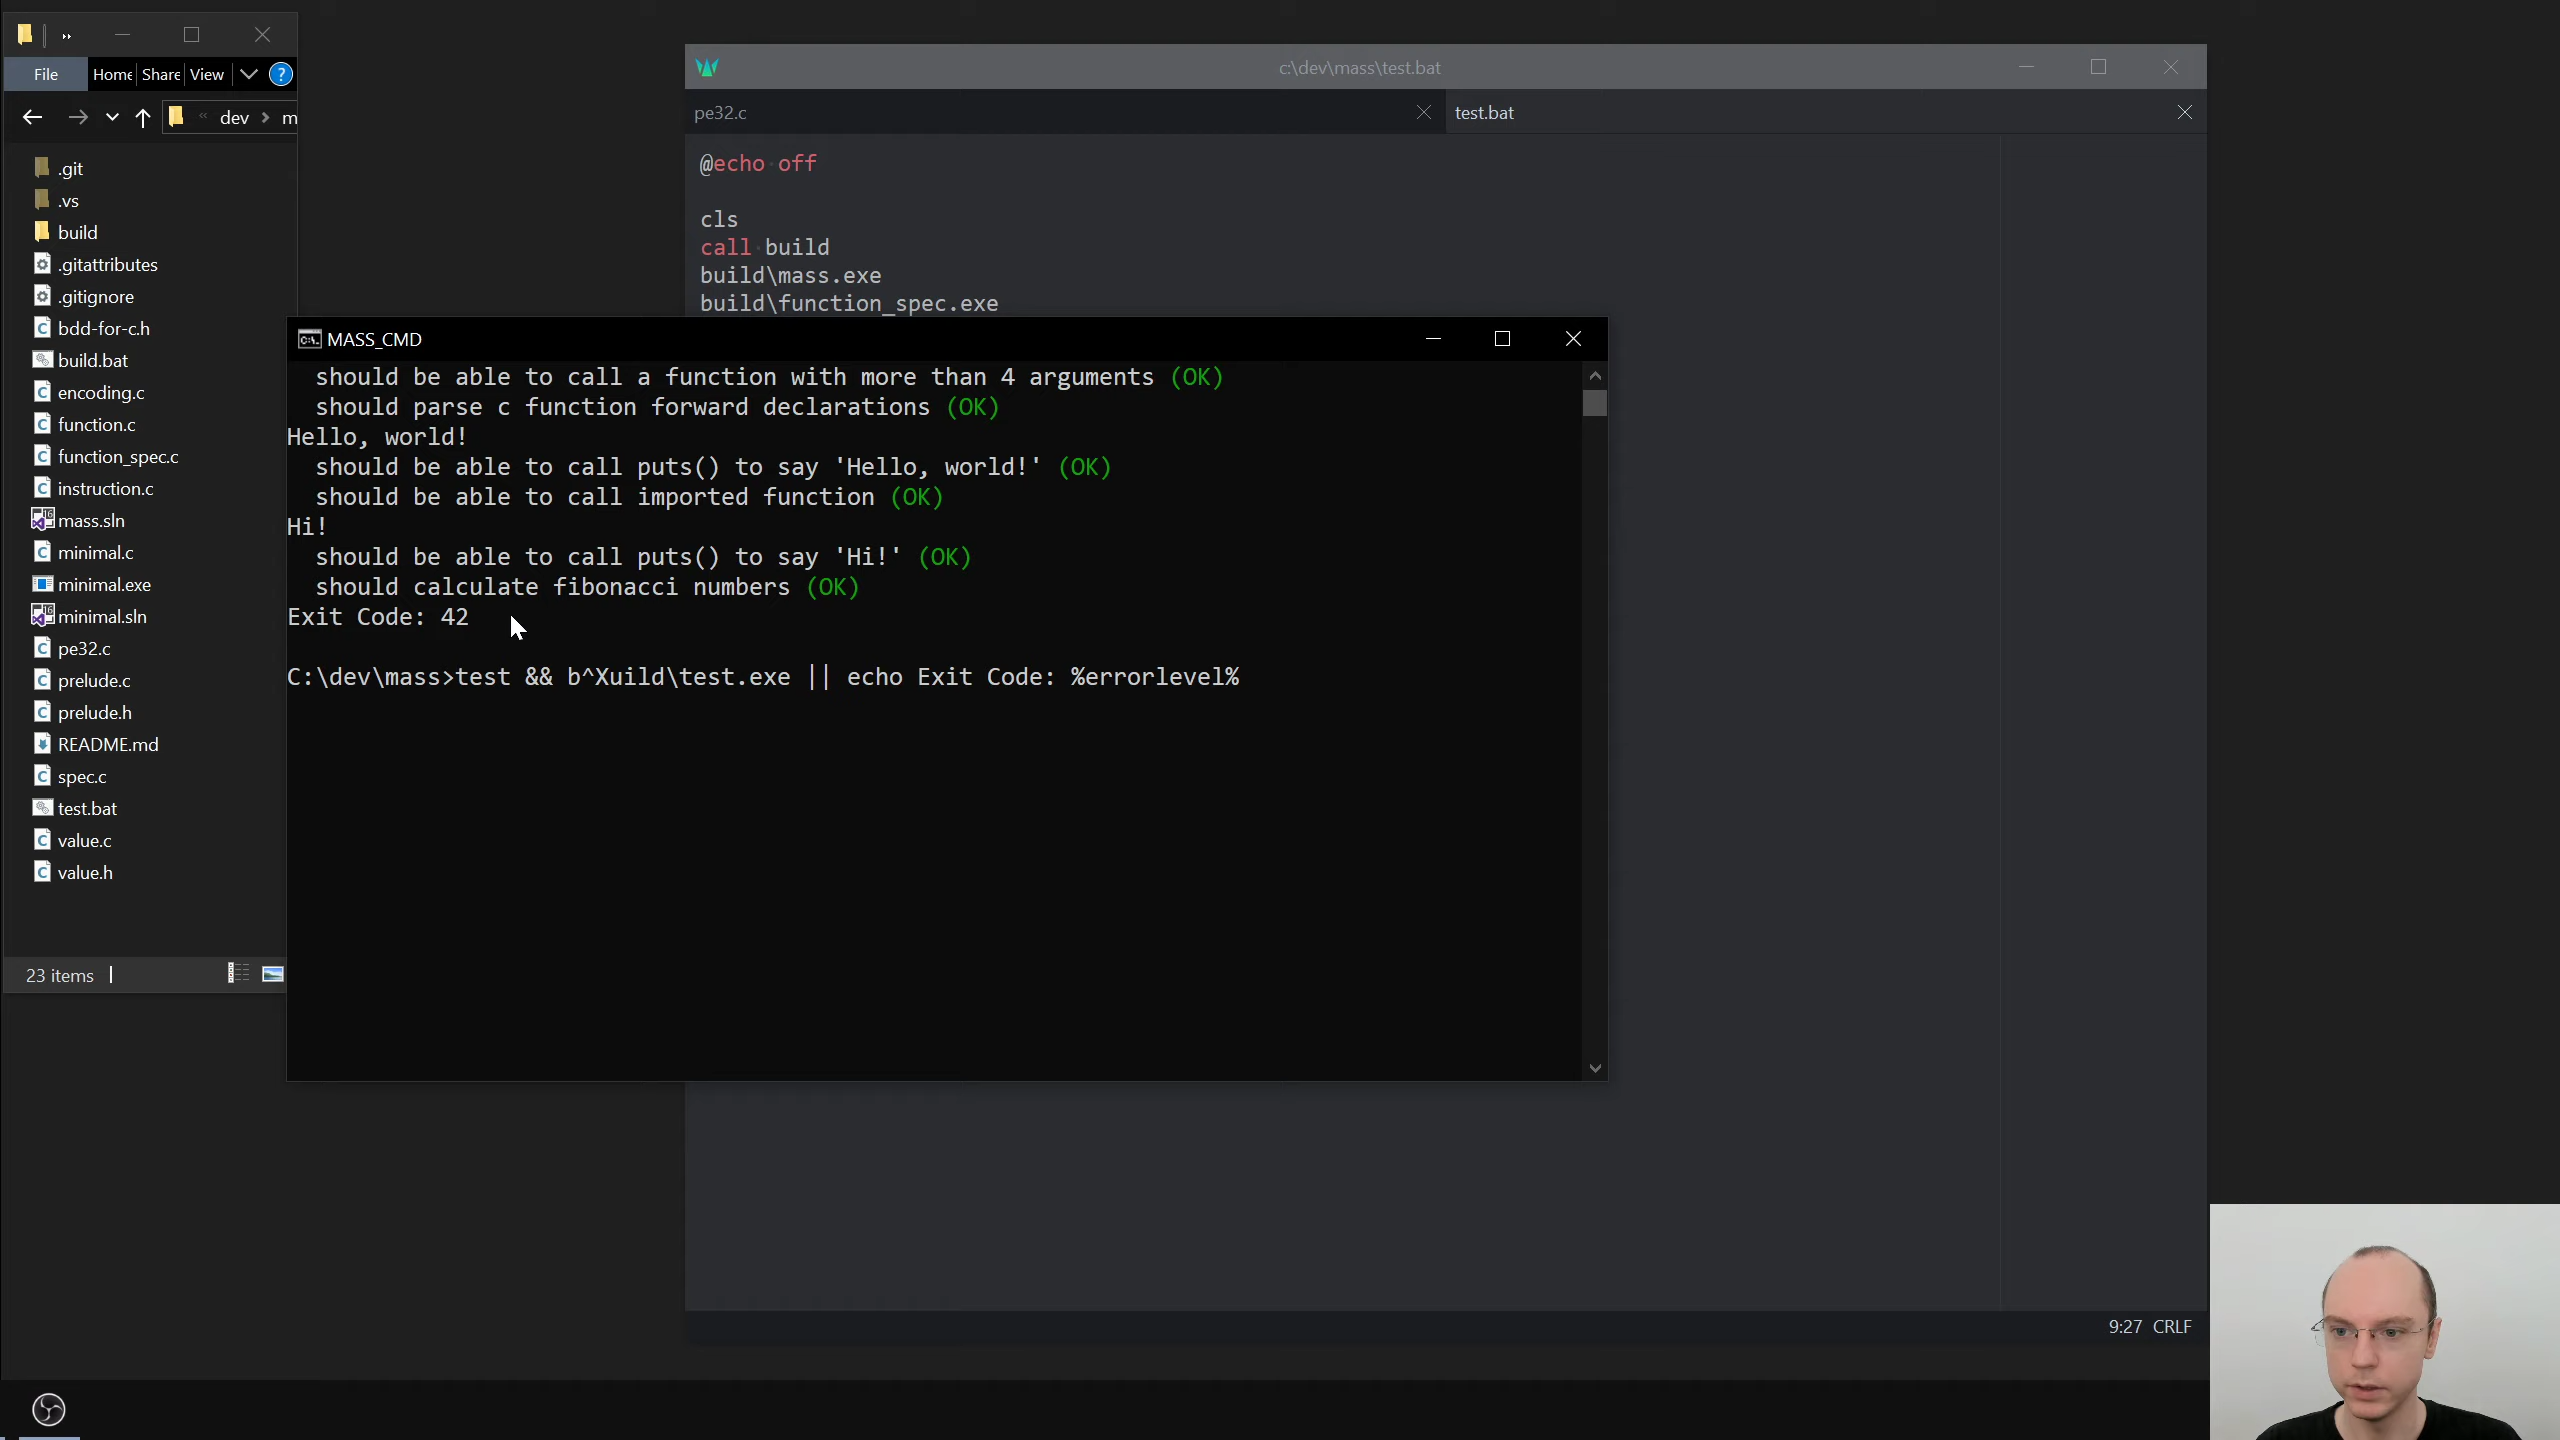 File Home Share View
dev > m
.git
.vs
build
.gitattributes
.gitignore
bdd-for-c.h
build.bat
encoding.c
function.c
function_spec.c
instruction.c
mass.sln
minimal.c
minimal.exe
minimal.sln
pe32.c
prelude.c
prelude.h
README.md
spec.c
test.bat
value.c
value.h
23 items
c:\dev\mass\test.bat
pe32.c
test.bat
@echo off
cls
call build
build\mass.exe
build\function_spec.exe
MASS_CMD
should be able to call a function with more than 4 arguments (OK)
should parse c function forward declarations (OK)
Hello, world!
should be able to call puts() to say 'Hello, world!' (OK)
should be able to call imported function (OK)
Hi!
should be able to call puts() to say 'Hi!' (OK)
should calculate fibonacci numbers (OK)
Exit Code: 42
C:\dev\mass>test && b^Xuild\test.exe || echo Exit Code: %errorlevel%
9:27 CRLF